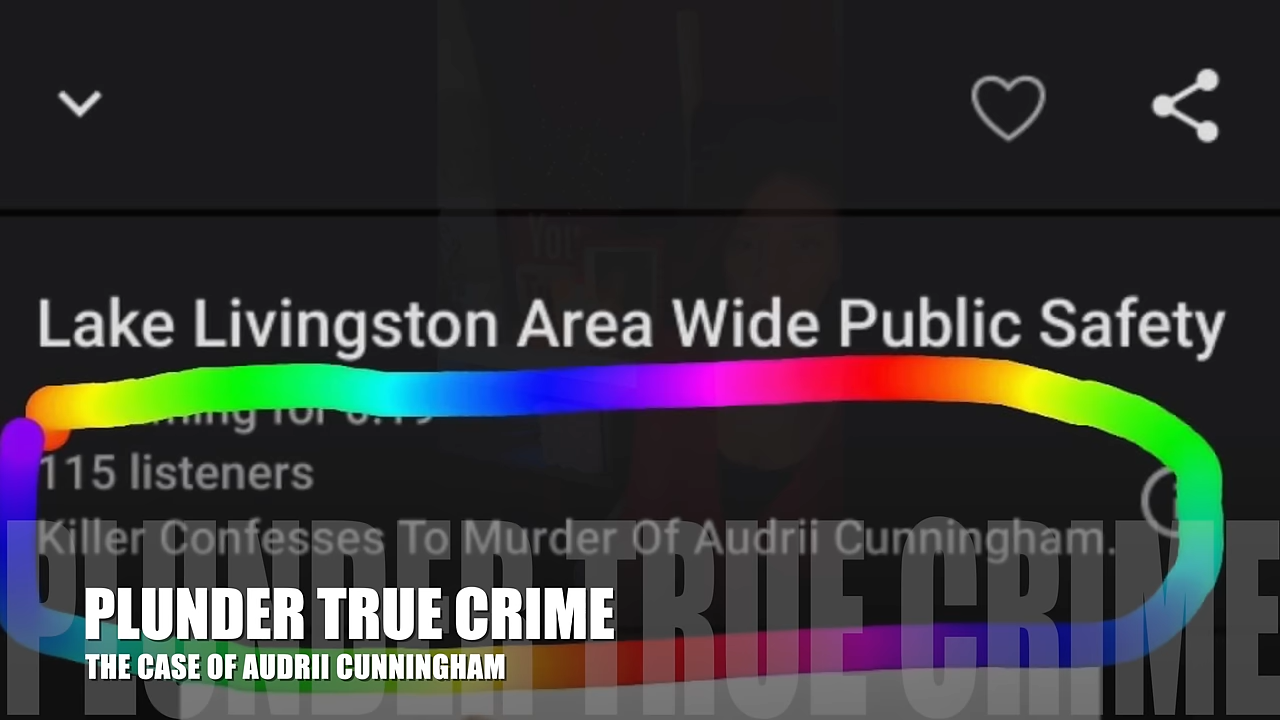 Lake Livingston Area Wide Public Safety
for
115 listeners
Killer Confesses To Murder Of Audrii Cunningham.
PLUNDER TRUE CRIME
PLUNDER TRUE CRIME
THE CASE OF AUDRII CUNNINGHAM